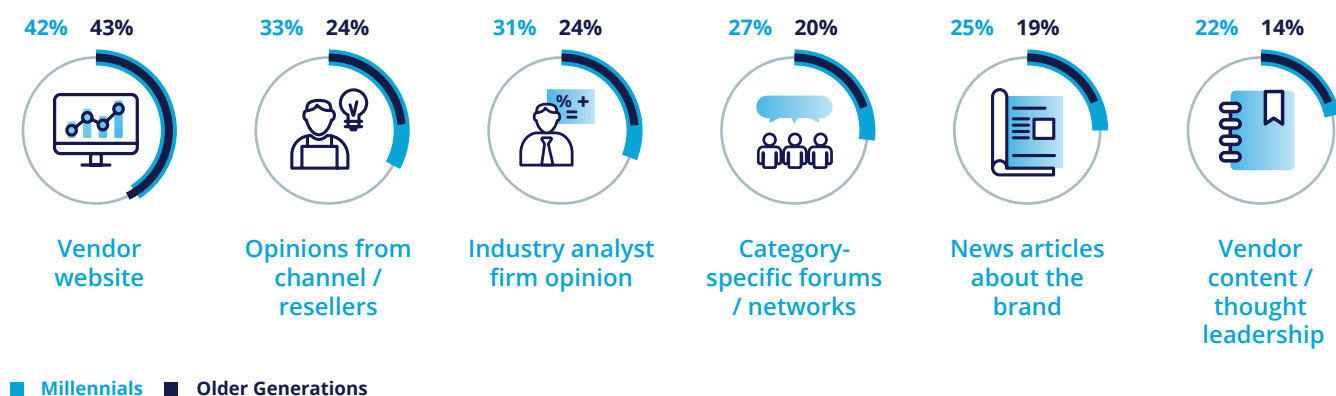 42% 43%
33% 24%
31% 24%
27% 20%
25% 19%
22% 14%
% +
=
Vendor
website
Opinions from
channel /
resellers
Industry analyst
firm opinion
Category-
specific forums
/ networks
News articles
about the
brand
Vendor
content /
thought
leadership
Millennials
Older Generations